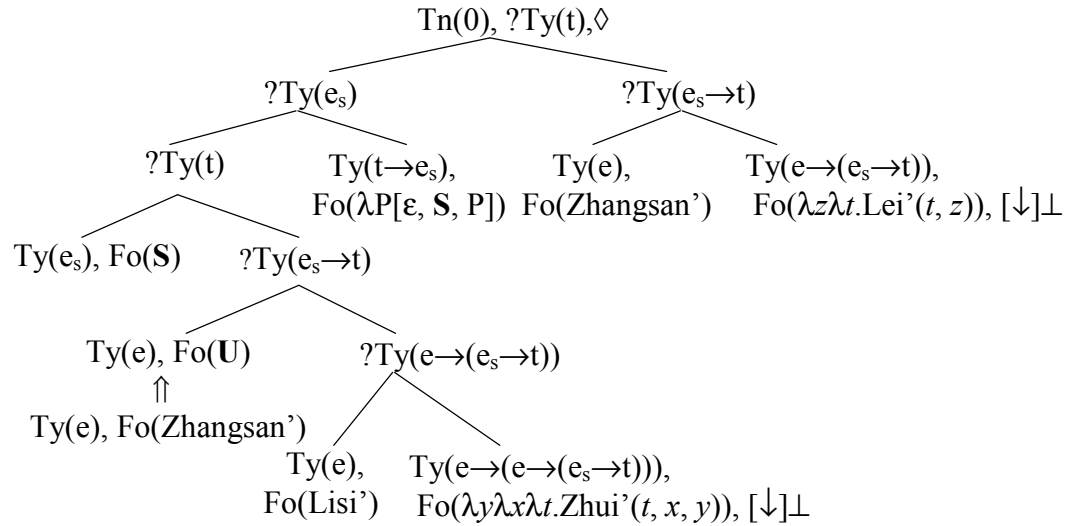 Tn(0), ?Ty(t),◊
?Ty(eₛ) ?Ty(eₛ→t)
?Ty(t) Ty(t→eₛ), Ty(e), Ty(e→(eₛ→t)),
Fo(λP[ε, S, P]) Fo(Zhangsan’) Fo(λzλt.Lei’(t, z)), [↓]⊥
Ty(eₛ), Fo(S) ?Ty(eₛ→t)
Ty(e), Fo(U) ?Ty(e→(eₛ→t))
⇑
Ty(e), Fo(Zhangsan’)
Ty(e), Ty(e→(e→(eₛ→t))),
Fo(Lisi’) Fo(λyλxλt.Zhui’(t, x, y)), [↓]⊥